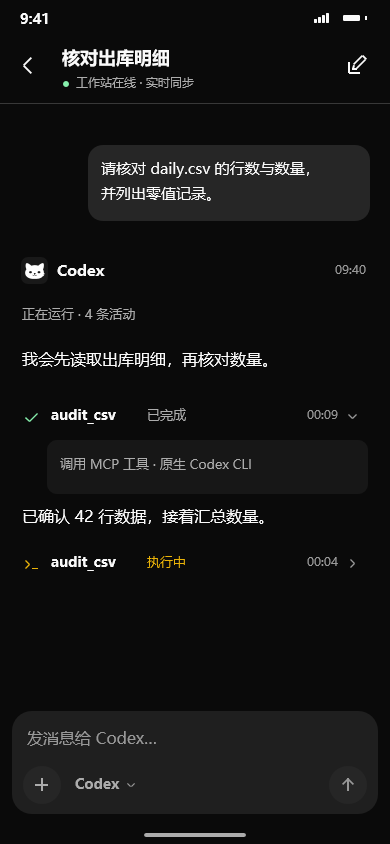 9:41
核对出库明细
工作站在线 · 实时同步
请核对 daily.csv 的行数与数量，
并列出零值记录。
Codex 09:40
正在运行 · 4 条活动
我会先读取出库明细，再核对数量。
audit_csv 已完成 00:09
调用 MCP 工具 · 原生 Codex CLI
已确认 42 行数据，接着汇总数量。
audit_csv 执行中 00:04
发消息给 Codex...
Codex